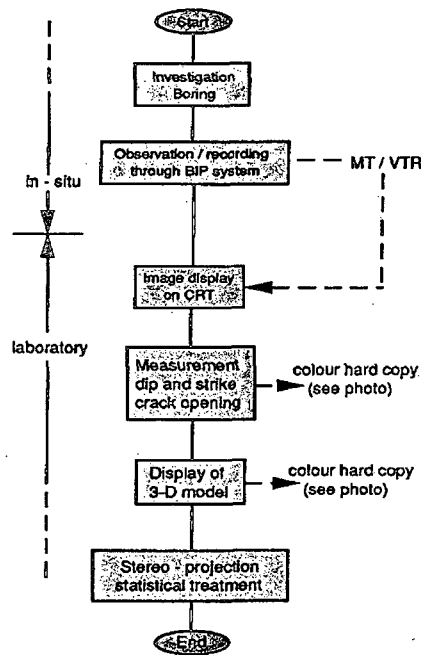 Start
Investigation
Boring
Observation / recording
through BIP system
MT / VTR
in - situ
Image display
on CRT
laboratory
Measurement
dip and strike
crack opening
colour hard copy
(see photo)
Display of
3-D model
colour hard copy
(see photo)
Stereo - projection
statistical treatment
End